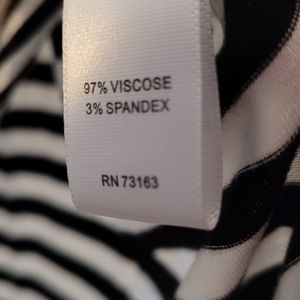 97% VISCOSE
3% SPANDEX
RN 73163